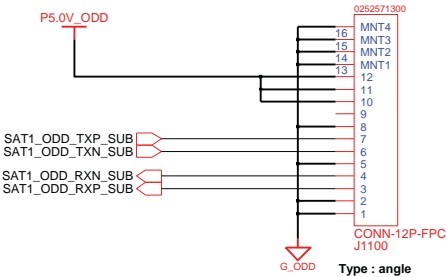 0252571300
P5.0V_ODD
MNT4
16
MNT3
15
MNT2
14
MNT1
13
12
11
10
9
8
SAT1_ODD_TXP_SUB
7
SAT1_ODD_TXN_SUB
6
5
SAT1_ODD_RXN_SUB
4
SAT1_ODD_RXP_SUB
3
2
1
CONN-12P-FPC
J1100
G_ODD
Type : angle